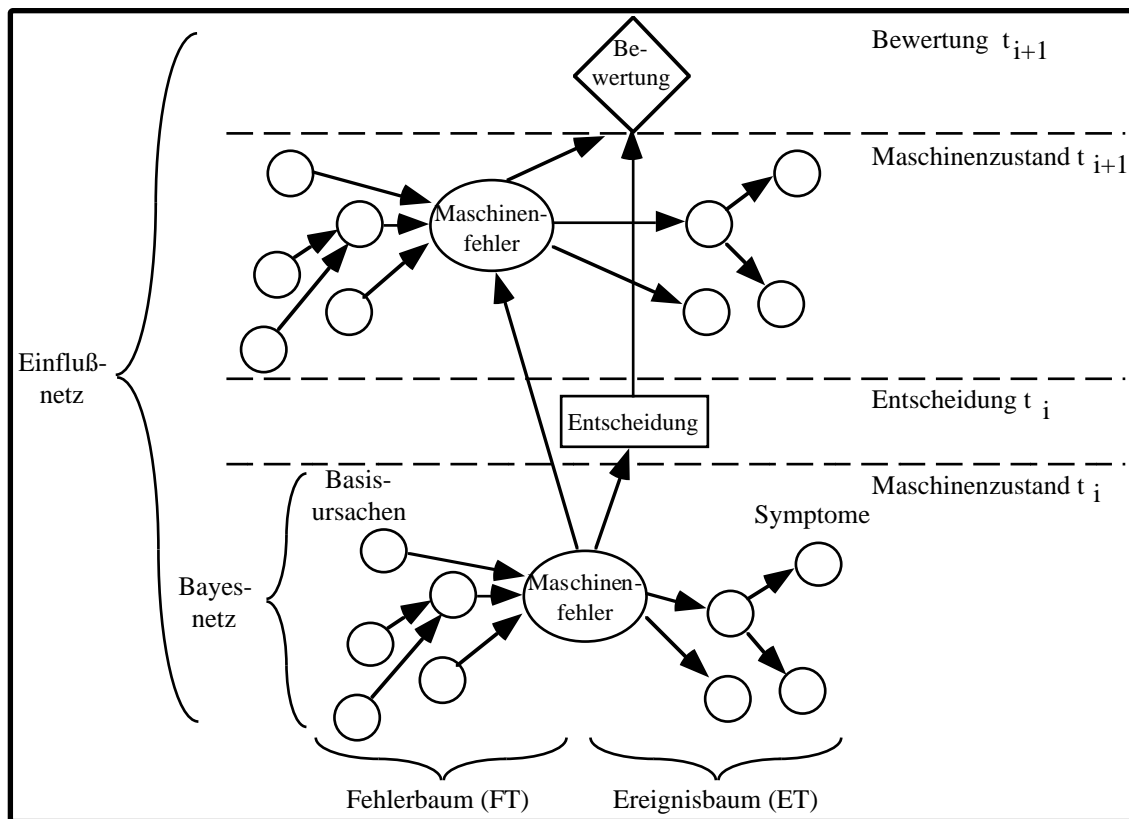 Bewertung t i+1
Be-
wertung
Maschinenzustand t i+1
Maschinen-
fehler
Einfluß-
netz
Entscheidung t i
Entscheidung
Maschinenzustand t i
Basis-
ursachen
Symptome
Bayes-
netz
Maschinen-
fehler
Fehlerbaum (FT)
Ereignisbaum (ET)